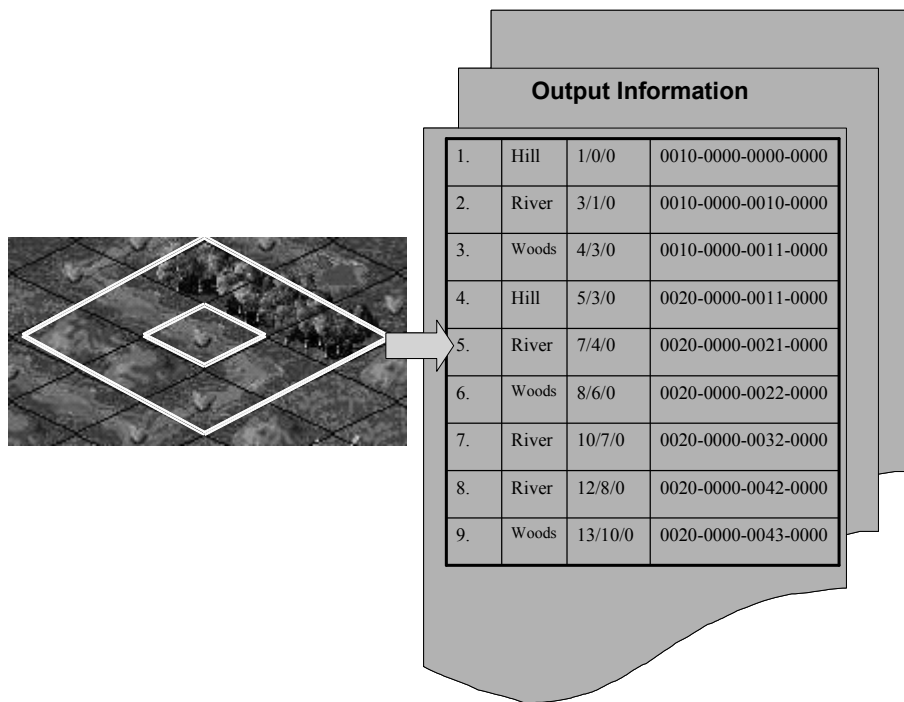 Output Information
1. Hill 1/0/0 0010-0000-0000-0000
2. River 3/1/0 0010-0000-0010-0000
3. Woods 4/3/0 0010-0000-0011-0000
4. Hill 5/3/0 0020-0000-0011-0000
5. River 7/4/0 0020-0000-0021-0000
6. Woods 8/6/0 0020-0000-0022-0000
7. River 10/7/0 0020-0000-0032-0000
8. River 12/8/0 0020-0000-0042-0000
9. Woods 13/10/0 0020-0000-0043-0000